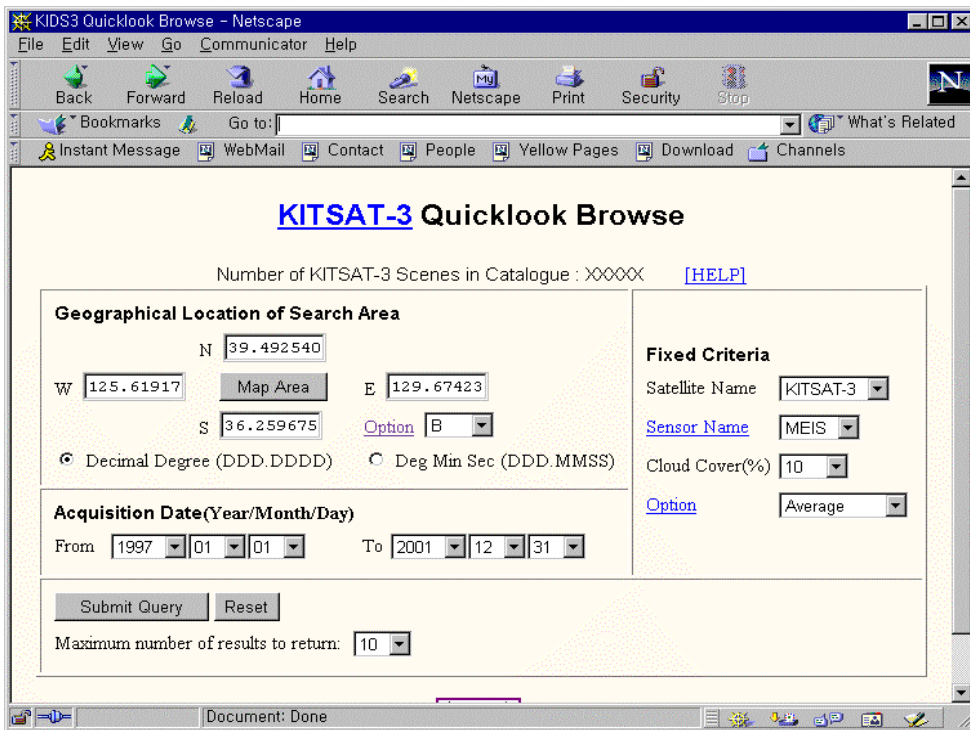 KIDS3 Quicklook Browse - Netscape
File Edit View Go Communicator Help
Back Forward Reload Home Search Netscape Print Security Stop
Bookmarks Go to: What's Related
Instant Message WebMail Contact People Yellow Pages Download Channels
KITSAT-3 Quicklook Browse
Number of KITSAT-3 Scenes in Catalogue : XXXXX [HELP]
Geographical Location of Search Area
N 39.492540
W 125.61917 Map Area E 129.67423
S 36.259675 Option B
Decimal Degree (DDD.DDDD) Deg Min Sec (DDD.MMSS)
Fixed Criteria
Satellite Name KITSAT-3
Sensor Name MEIS
Cloud Cover(%) 10
Option Average
Acquisition Date(Year/Month/Day)
From 1997 01 01 To 2001 12 31
Submit Query Reset
Maximum number of results to return: 10
Document: Done